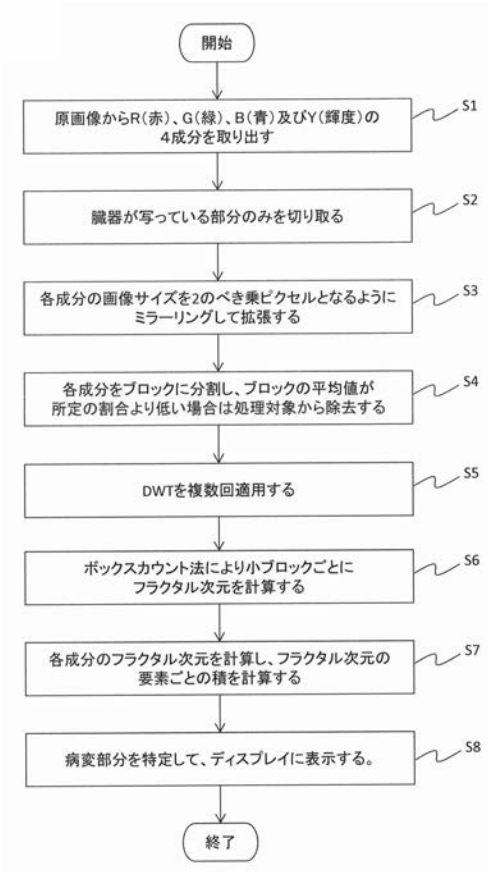 開始
原画像からR(赤)、G(緑)、B(青)及びY(輝度)の
4成分を取り出す
S1
臓器が写っている部分のみを切り取る
S2
各成分の画像サイズを2のべき乗ピクセルとなるように
ミラーリングして拡張する
S3
各成分をブロックに分割し、ブロックの平均値が
所定の割合より低い場合は処理対象から除去する
S4
DWTを複数回適用する
S5
ボックスカウント法により小ブロックごとに
フラクタル次元を計算する
S6
各成分のフラクタル次元を計算し、フラクタル次元の
要素ごとの積を計算する
S7
病変部分を特定して、ディスプレイに表示する。
S8
終了